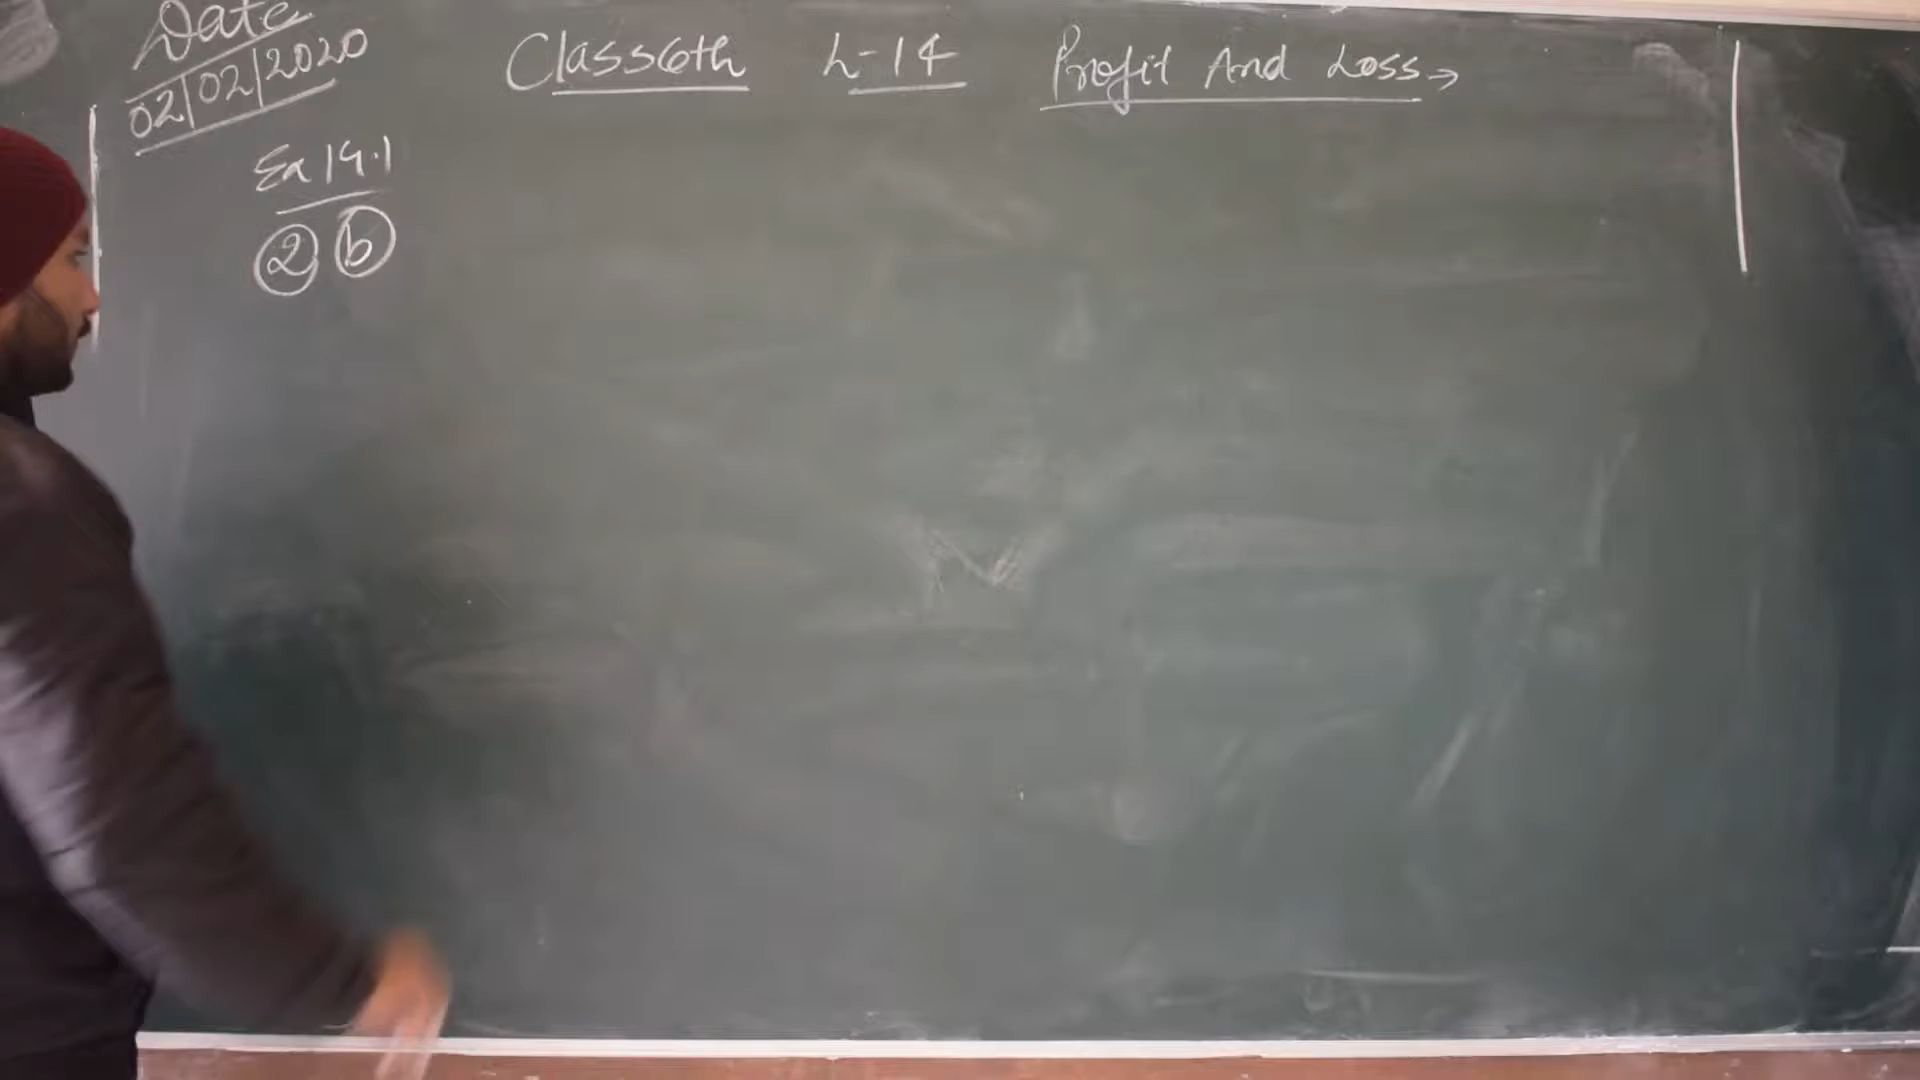 Date
02/02/2020
Class 6th L-14 Profit And Loss →
Ex 14.1
2 b